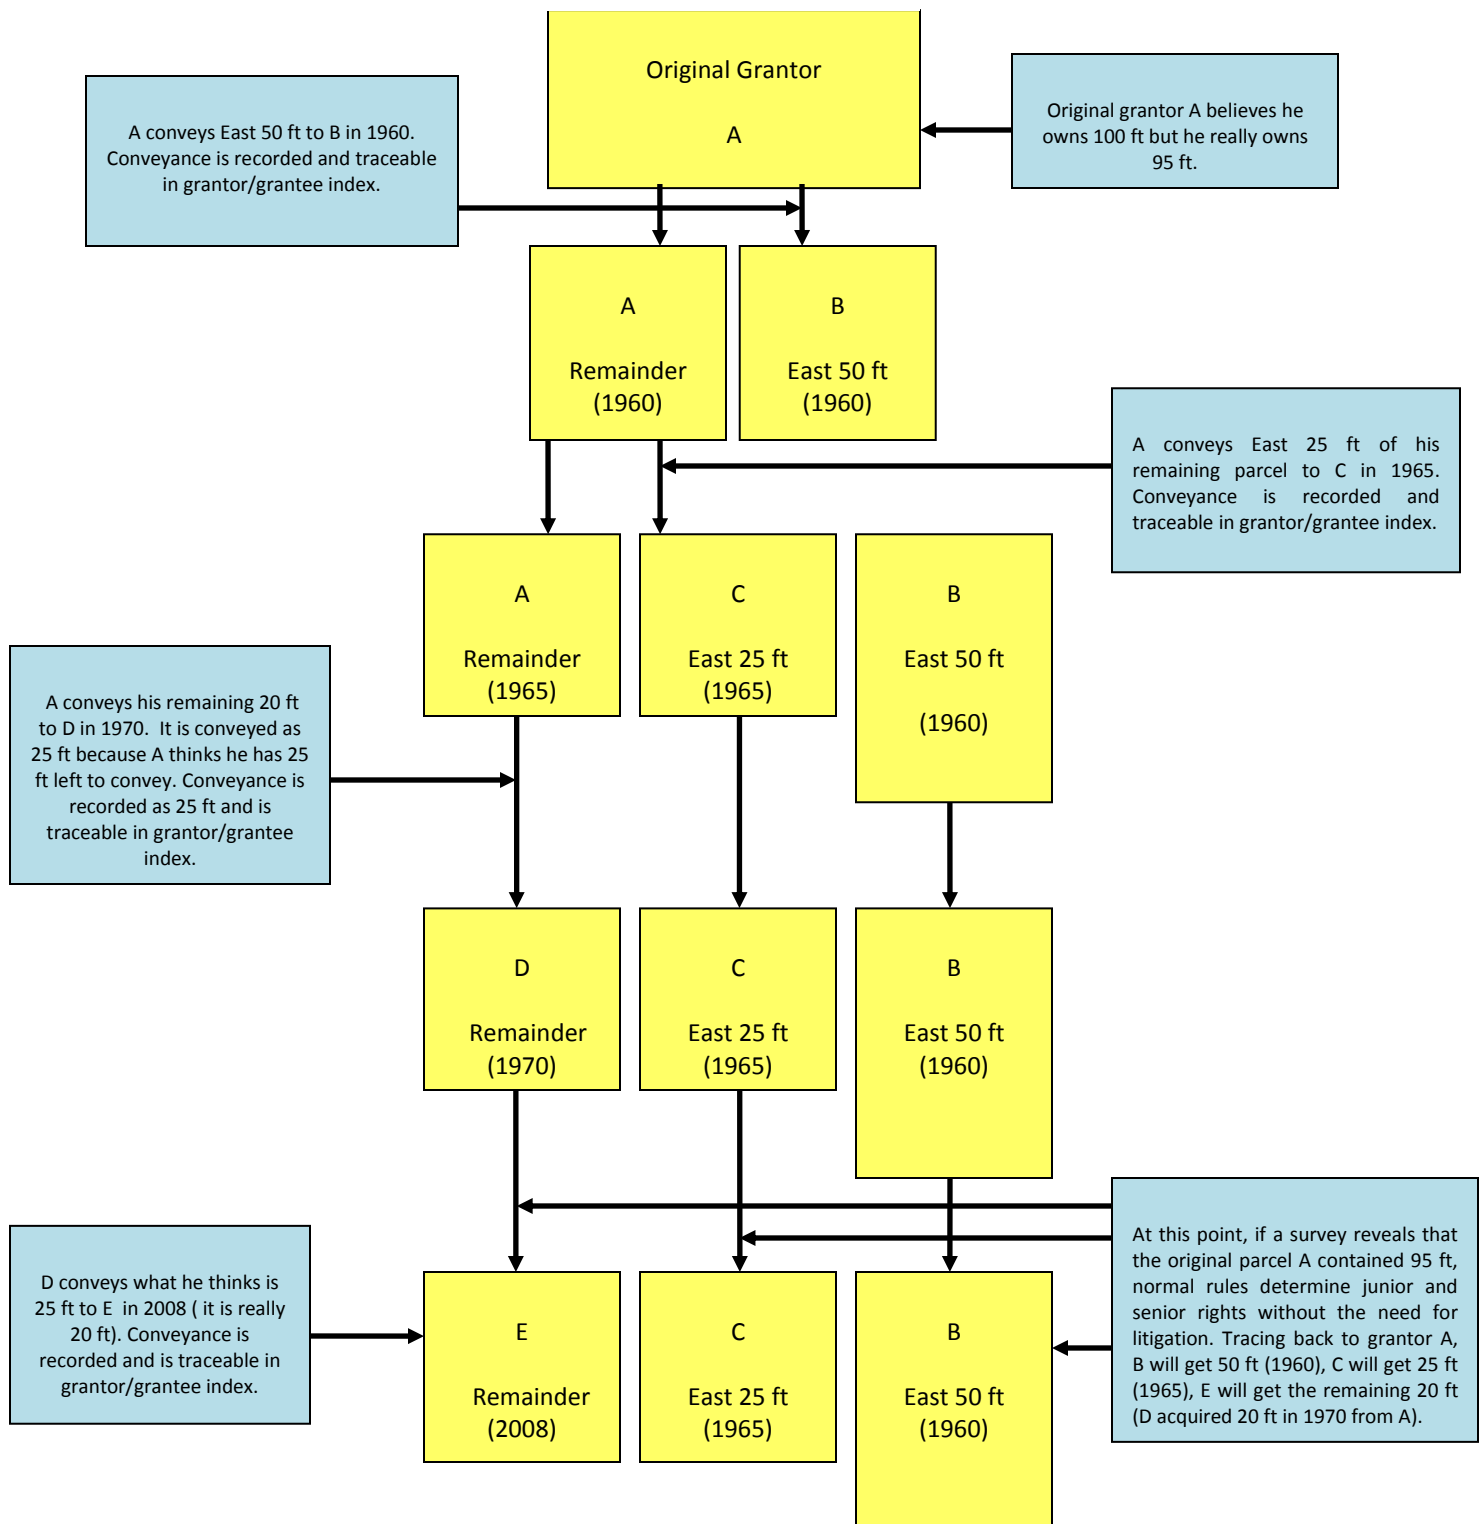 Original Grantor
A
A conveys East 50 ft to B in 1960.
Conveyance is recorded and traceable
in grantor/grantee index.
Original grantor A believes he
owns 100 ft but he really owns
95 ft.
A
Remainder
(1960)
B
East 50 ft
(1960)
A conveys East 25 ft of his
remaining parcel to C in 1965.
Conveyance is recorded and
traceable in grantor/grantee index.
A
Remainder
(1965)
C
East 25 ft
(1965)
B
East 50 ft
(1960)
A conveys his remaining 20 ft
to D in 1970. It is conveyed as
25 ft because A thinks he has 25
ft left to convey. Conveyance is
recorded as 25 ft and is
traceable in grantor/grantee
index.
D
Remainder
(1970)
C
East 25 ft
(1965)
B
East 50 ft
(1960)
D conveys what he thinks is
25 ft to E in 2008 ( it is really
20 ft). Conveyance is
recorded and is traceable in
grantor/grantee index.
E
Remainder
(2008)
C
East 25 ft
(1965)
B
East 50 ft
(1960)
At this point, if a survey reveals that
the original parcel A contained 95 ft,
normal rules determine junior and
senior rights without the need for
litigation. Tracing back to grantor A,
B will get 50 ft (1960), C will get 25 ft
(1965), E will get the remaining 20 ft
(D acquired 20 ft in 1970 from A).